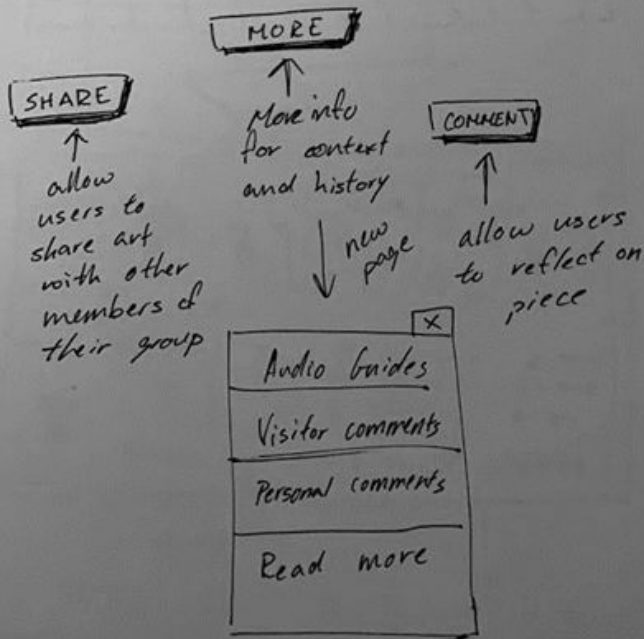 MORE
SHARE
COMMENT
More info
for context
and history
allow
users to
share art
with other
members of
their group
allow users
to reflect on
piece
new
page
X
Audio Guides
Visitor comments
Personal comments
Read more